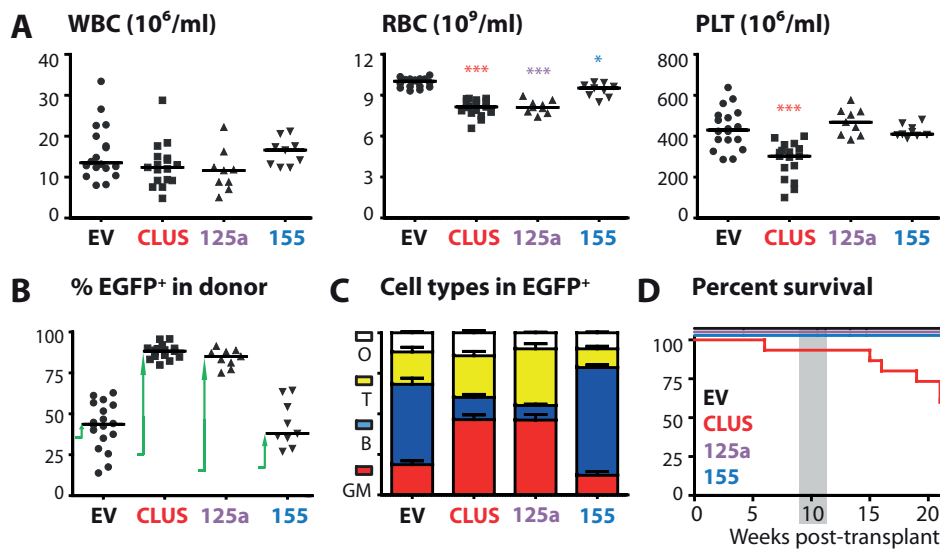 A
WBC (10⁶/ml)
RBC (10⁹/ml)
PLT (10⁶/ml)
40
30
20
10
0
EV CLUS 125a 155
12
9
6
3
0
*** *** *
EV CLUS 125a 155
800
600
400
200
0
***
EV CLUS 125a 155
B
% EGFP⁺ in donor
100
75
50
25
0
EV CLUS 125a 155
C
Cell types in EGFP⁺
O
T
B
GM
EV CLUS 125a 155
D
Percent survival
100
75
50
25
0
EV
CLUS
125a
155
0 5 10 15 20
Weeks post-transplant